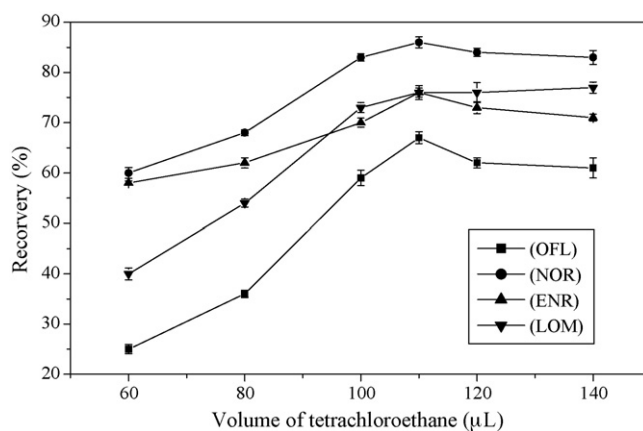 90
80
70
60
50
40
30
20
Recorvery (%)
60
80
100
120
140
Volume of tetrachloroethane (μL)
(OFL)
(NOR)
(ENR)
(LOM)